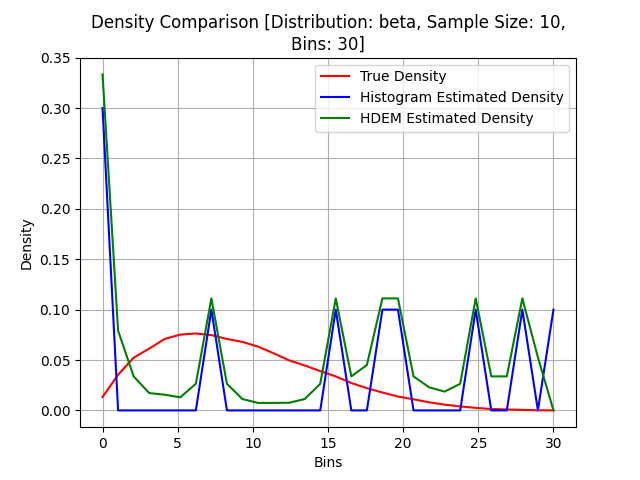 Density Comparison [Distribution: beta, Sample Size: 10,
Bins: 30]
True Density
Histogram Estimated Density
HDEM Estimated Density
Density
0.35
0.30
0.25
0.20
0.15
0.10
0.05
0.00
0 5 10 15 20 25 30
Bins